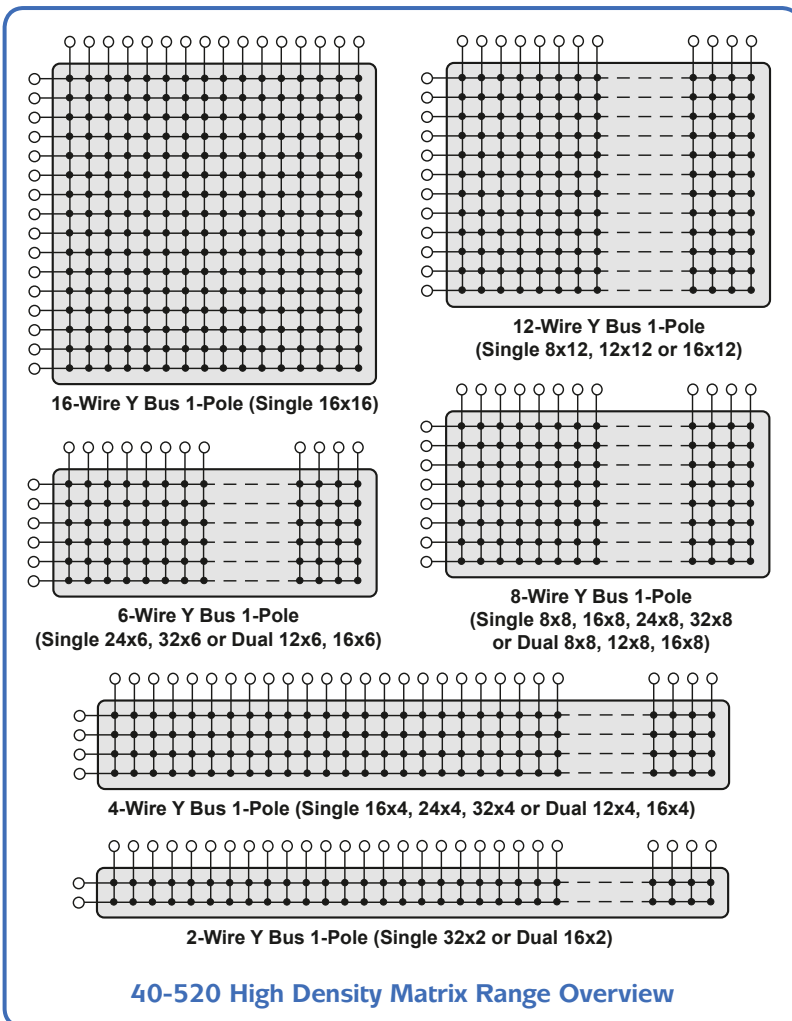 16-Wire Y Bus 1-Pole (Single 16x16)
12-Wire Y Bus 1-Pole
(Single 8x12, 12x12 or 16x12)
6-Wire Y Bus 1-Pole
(Single 24x6, 32x6 or Dual 12x6, 16x6)
8-Wire Y Bus 1-Pole
(Single 8x8, 16x8, 24x8, 32x8
or Dual 8x8, 12x8, 16x8)
4-Wire Y Bus 1-Pole (Single 16x4, 24x4, 32x4 or Dual 12x4, 16x4)
2-Wire Y Bus 1-Pole (Single 32x2 or Dual 16x2)
40-520 High Density Matrix Range Overview